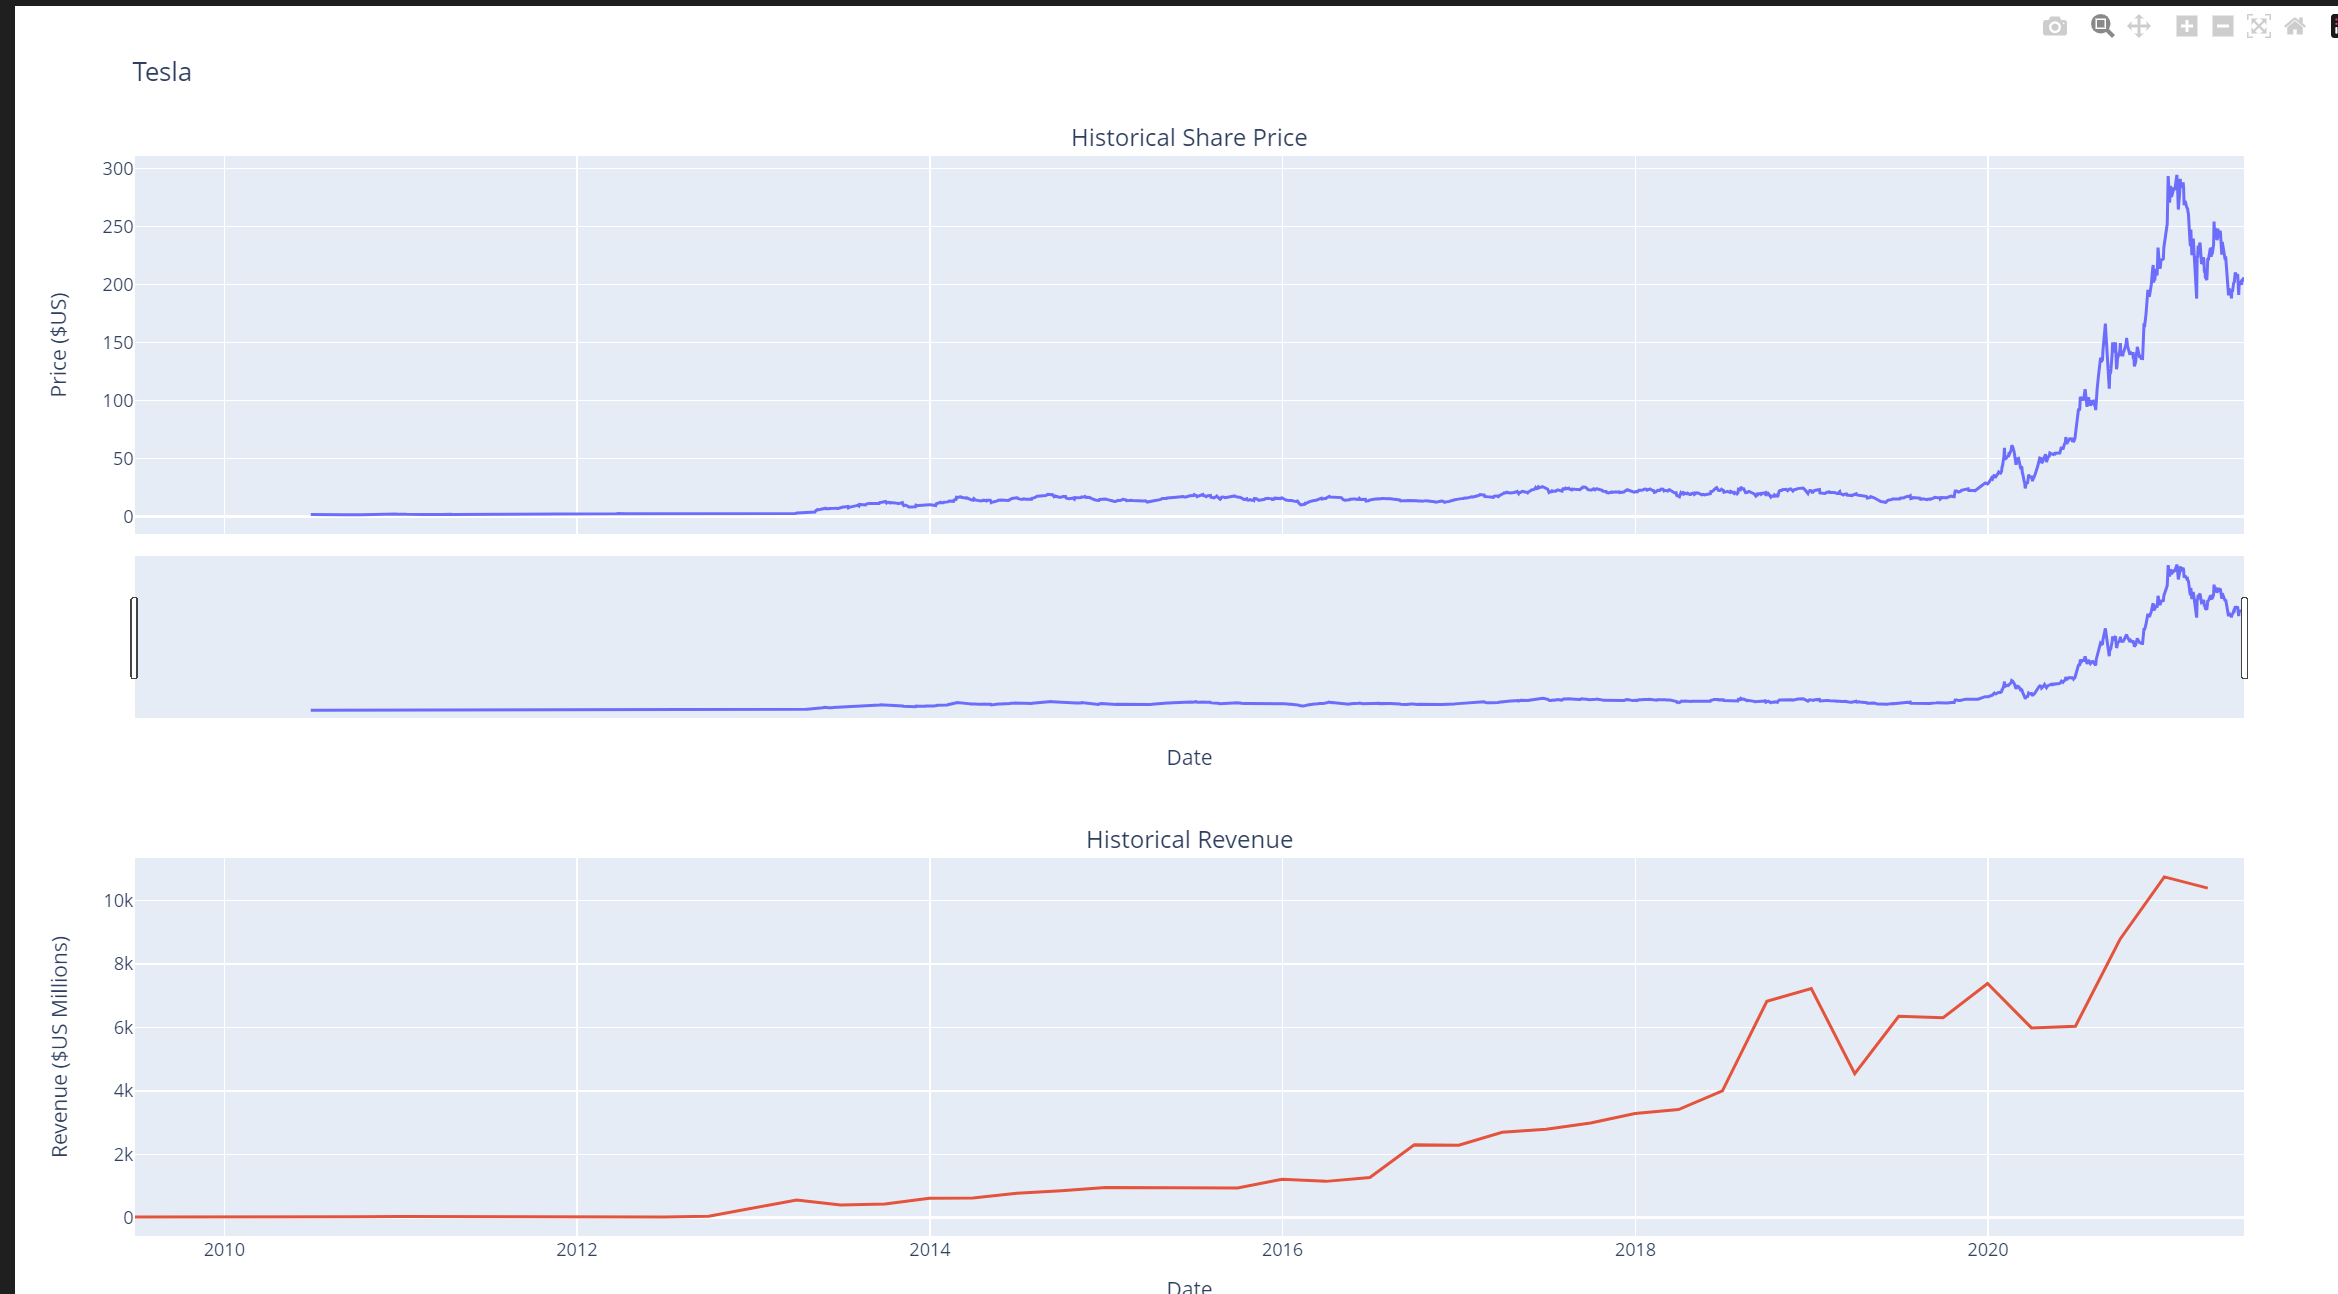 Tesla
Historical Share Price
300
250
200
150
100
50
0
Price ($US)
Date
Historical Revenue
10k
8k
6k
4k
2k
0
Revenue ($US Millions)
2010 2012 2014 2016 2018 2020
Date